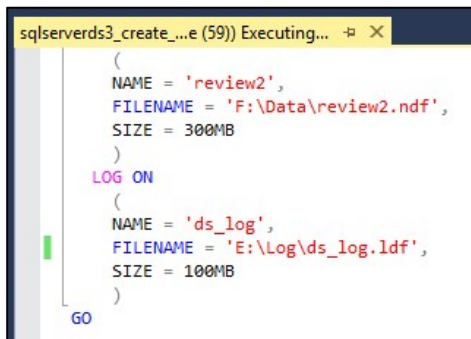 sqlserverds3_create_...e (59)) Executing...
(
NAME = 'review2',
FILENAME = 'F:\Data\review2.ndf',
SIZE = 300MB
)
LOG ON
(
NAME = 'ds_log',
FILENAME = 'E:\Log\ds_log.ldf',
SIZE = 100MB
)
GO